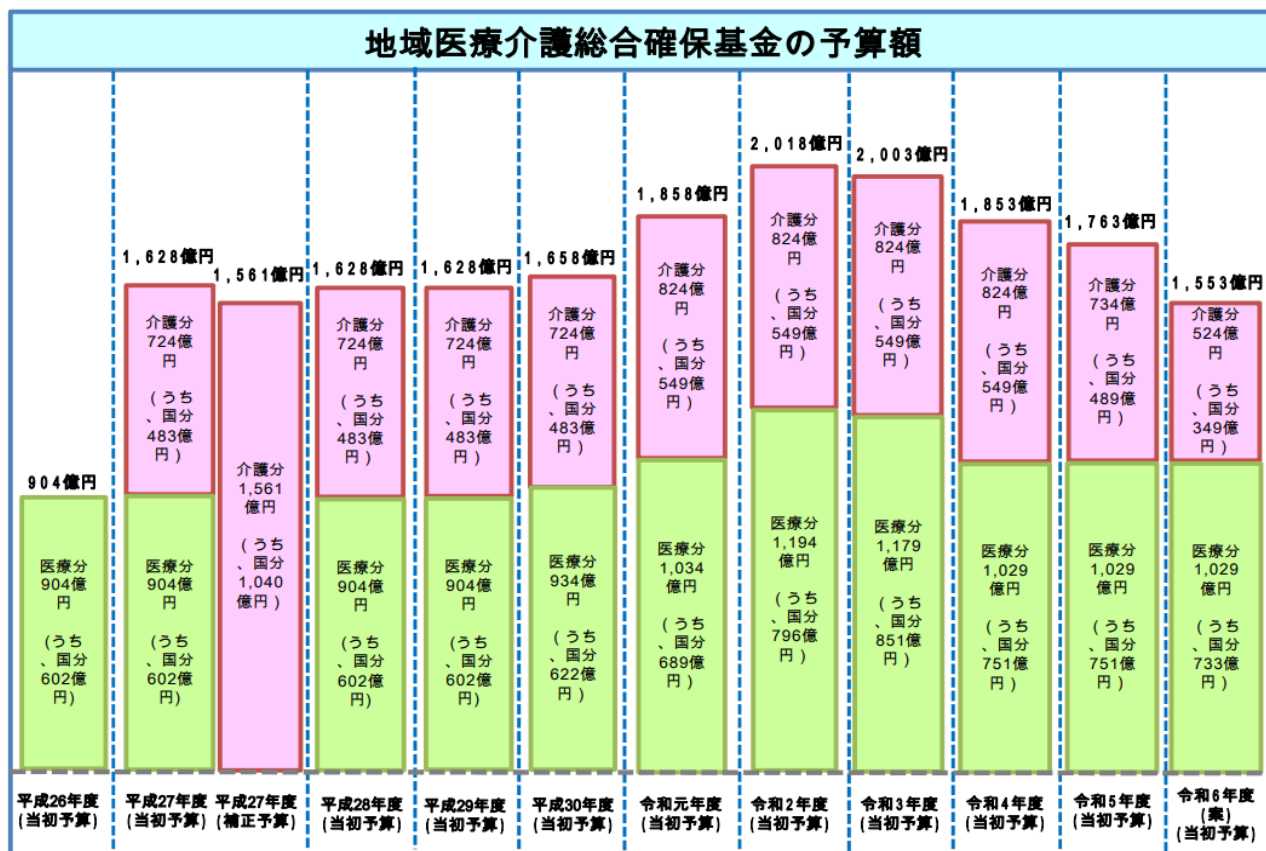 地域医療介護総合確保基金の予算額
904億円
医療分
904億
円
(うち
、国分
602億
円)
平成26年度
(当初予算)
1,628億円
介護分
724億
円
(うち
、国分
483億
円)
医療分
904億
円
(うち
、国分
602億
円)
平成27年度
(当初予算)
1,561億円
介護分
1,561
億円
(うち
、国分
1,040
億円)
平成27年度
(補正予算)
1,628億円
介護分
724億
円
(うち
、国分
483億
円)
医療分
904億
円
(うち
、国分
602億
円)
平成28年度
(当初予算)
1,628億円
介護分
724億
円
(うち
、国分
483億
円)
医療分
904億
円
(うち
、国分
602億
円)
平成29年度
(当初予算)
1,658億円
介護分
724億
円
(うち
、国分
483億
円)
医療分
934億
円
(うち
、国分
622億
円)
平成30年度
(当初予算)
1,858億円
介護分
824億
円
(うち
、国分
549億
円)
医療分
1,034
億円
(うち
、国分
689億
円)
令和元年度
(当初予算)
2,018億円
介護分
824億
円
(うち
、国分
549億
円)
医療分
1,194
億円
(うち
、国分
796億
円)
令和2年度
(当初予算)
2,003億円
介護分
824億
円
(うち
、国分
549億
円)
医療分
1,179
億円
(うち
、国分
851億
円)
令和3年度
(当初予算)
1,853億円
介護分
824億
円
(うち
、国分
549億
円)
医療分
1,029
億円
(うち
、国分
751億
円)
令和4年度
(当初予算)
1,763億円
介護分
734億
円
(うち
、国分
489億
円)
医療分
1,029
億円
(うち
、国分
751億
円)
令和5年度
(当初予算)
1,553億円
介護分
524億
円
(うち
、国分
349億
円)
医療分
1,029
億円
(うち
、国分
733億
円)
令和6年度
(案)
(当初予算)